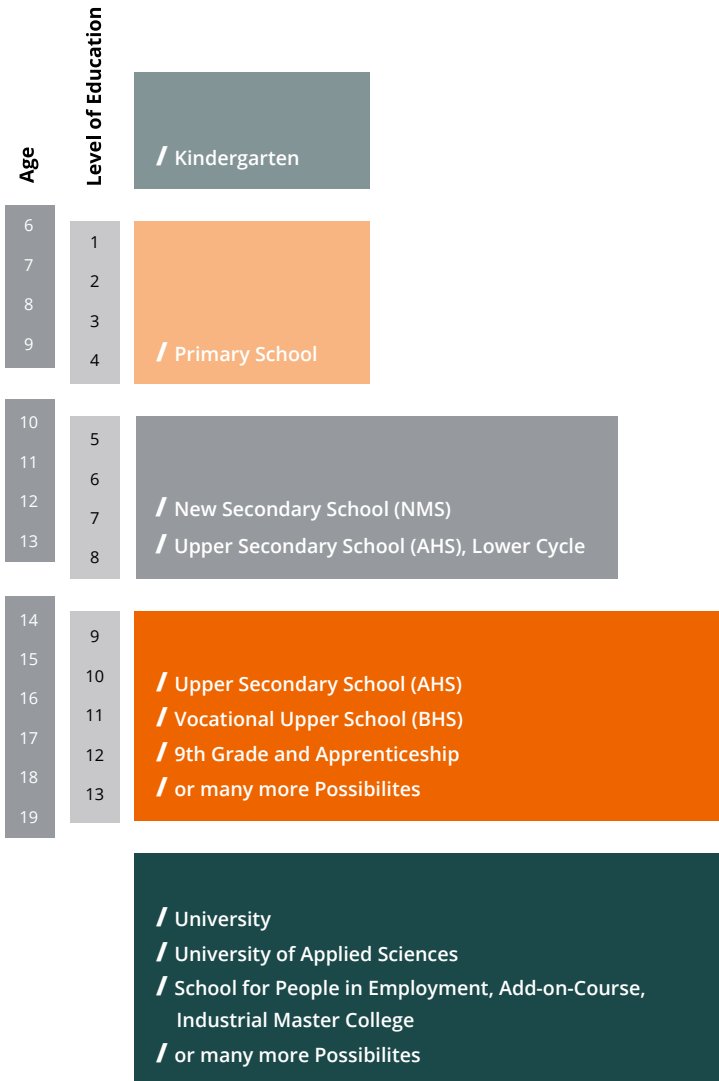 Age
Level of Education
/ Kindergarten
6
7
8
9
1
2
3
4
/ Primary School
10
11
12
13
5
6
7
8
/ New Secondary School (NMS)
/ Upper Secondary School (AHS), Lower Cycle
14
15
16
17
18
19
9
10
11
12
13
/ Upper Secondary School (AHS)
/ Vocational Upper School (BHS)
/ 9th Grade and Apprenticeship
/ or many more Possibilites
/ University
/ University of Applied Sciences
/ School for People in Employment, Add-on-Course,
Industrial Master College
/ or many more Possibilites